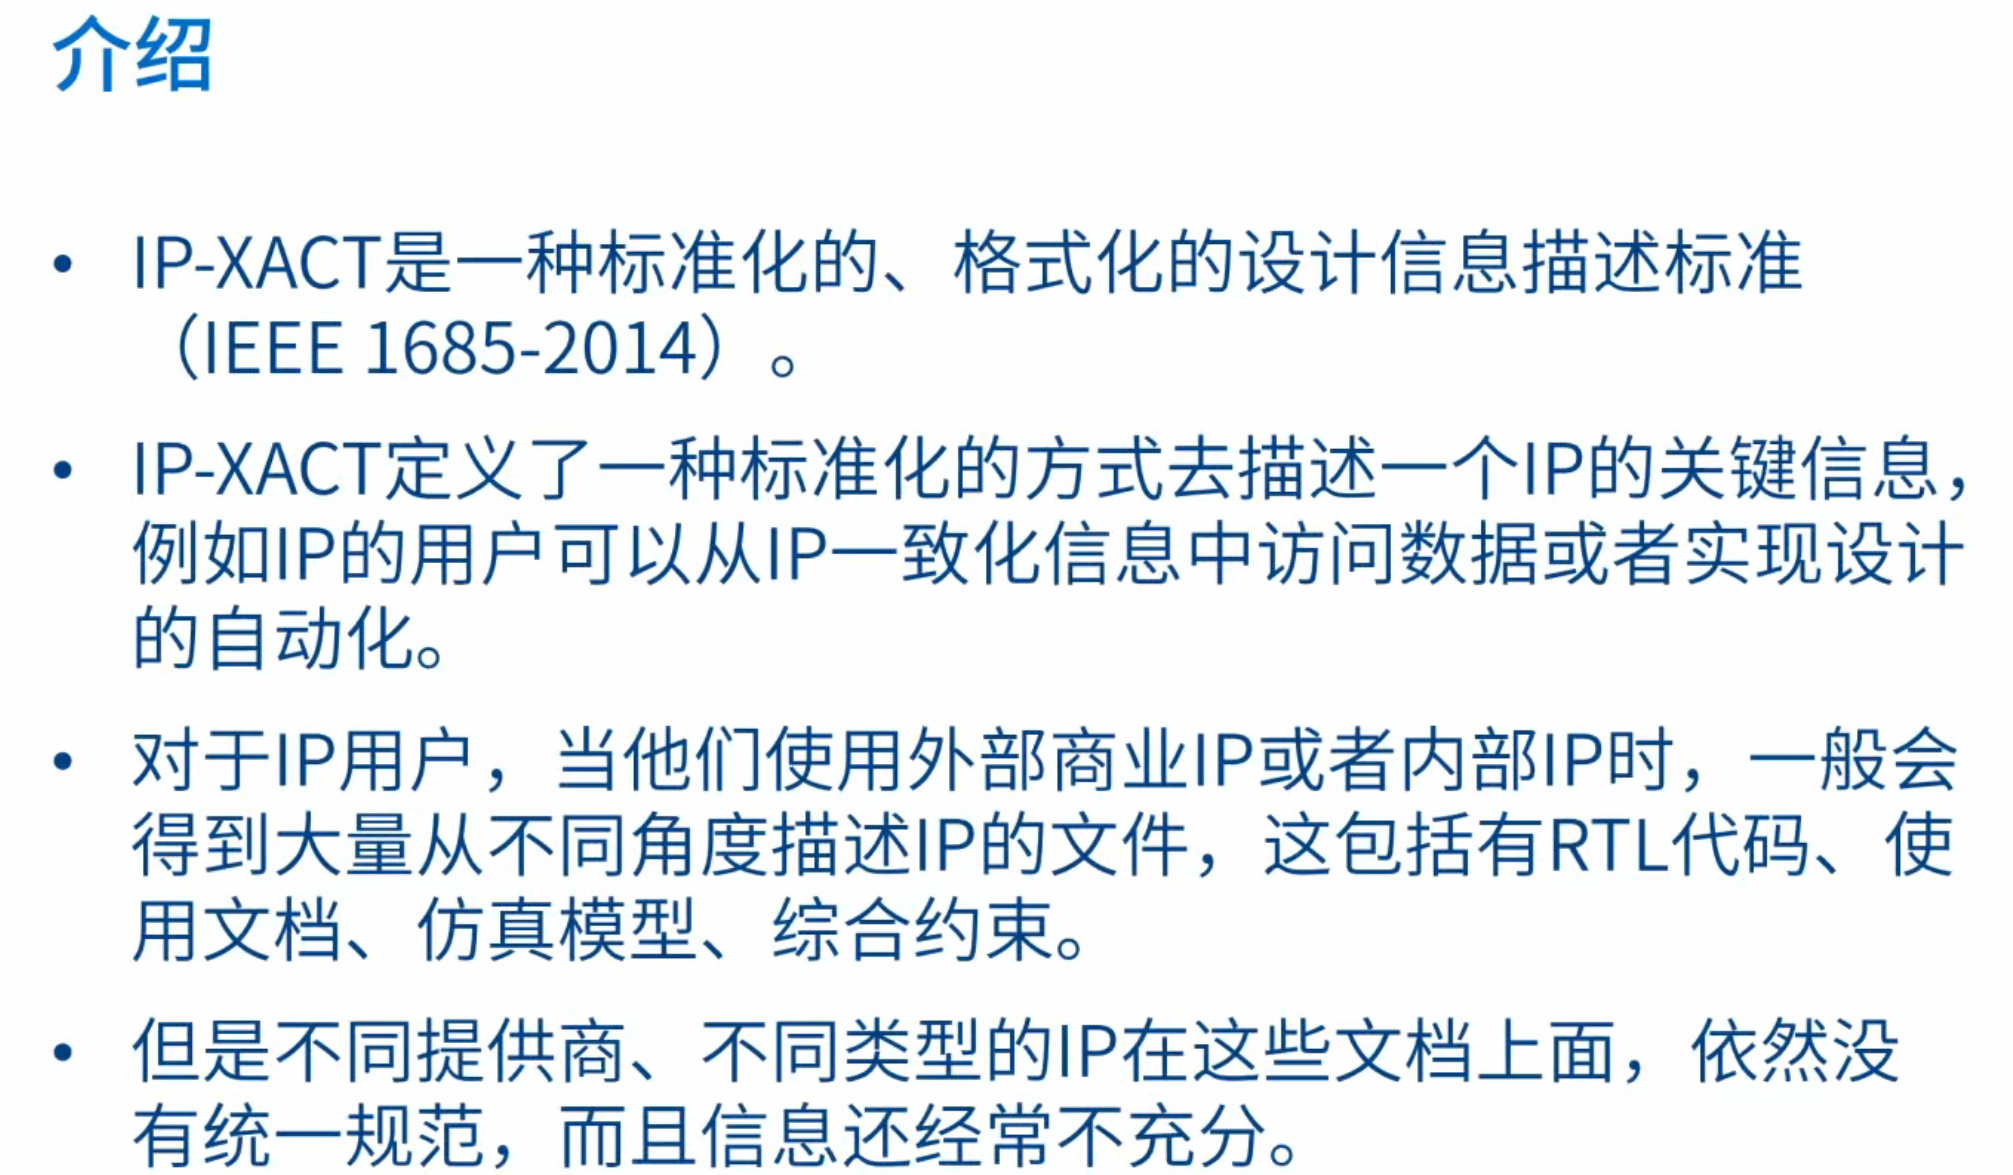 介绍
• IP-XACT是一种标准化的、格式化的设计信息描述标准
（IEEE 1685-2014）。
• IP-XACT定义了一种标准化的方式去描述一个IP的关键信息，
例如IP的用户可以从IP一致化信息中访问数据或者实现设计
的自动化。
• 对于IP用户，当他们使用外部商业IP或者内部IP时，一般会
得到大量从不同角度描述IP的文件，这包括有RTL代码、使
用文档、仿真模型、综合约束。
• 但是不同提供商、不同类型的IP在这些文档上面，依然没
有统一规范，而且信息还经常不充分。